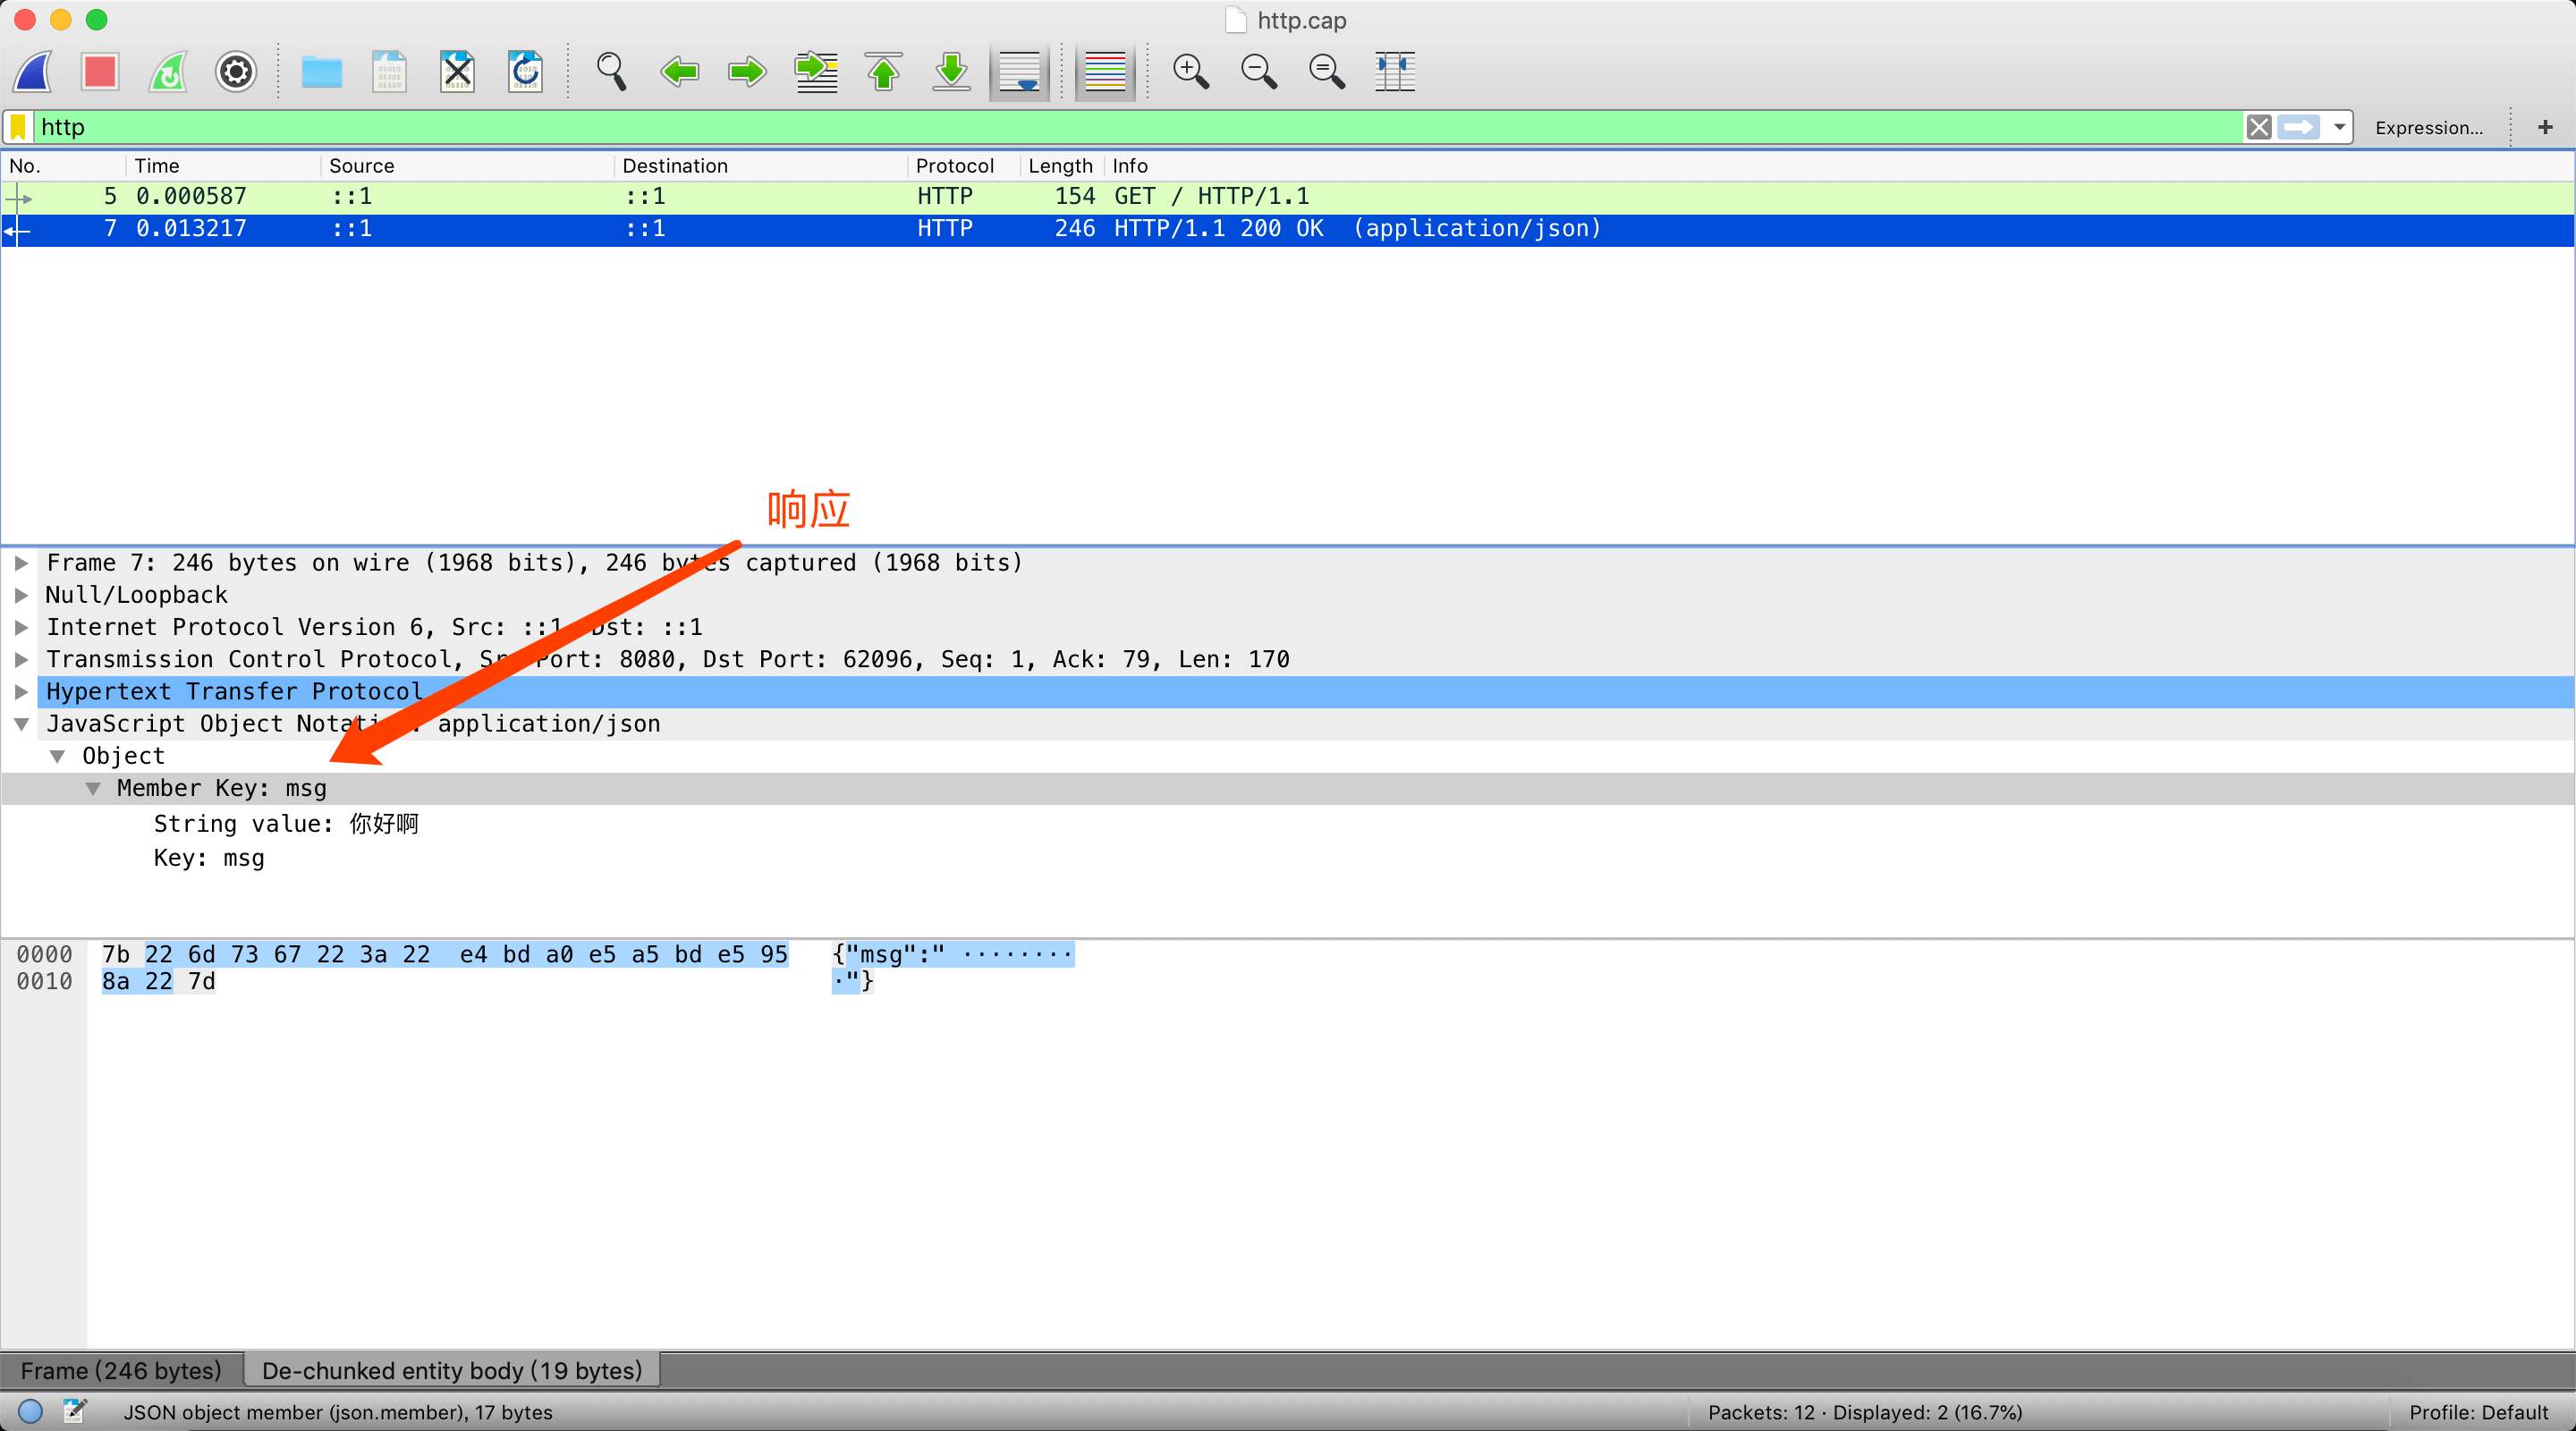 http.cap
http
Expression...
+
No. Time Source Destination Protocol Length Info
5 0.000587 ::1 ::1 HTTP 154 GET / HTTP/1.1
7 0.013217 ::1 ::1 HTTP 246 HTTP/1.1 200 OK (application/json)
响应
Frame 7: 246 bytes on wire (1968 bits), 246 bytes captured (1968 bits)
Null/Loopback
Internet Protocol Version 6, Src: ::1, Dst: ::1
Transmission Control Protocol, Src Port: 8080, Dst Port: 62096, Seq: 1, Ack: 79, Len: 170
Hypertext Transfer Protocol
JavaScript Object Notation: application/json
Object
Member Key: msg
String value: 你好啊
Key: msg
0000 7b 22 6d 73 67 22 3a 22 e4 bd a0 e5 a5 bd e5 95 {"msg":" ········
0010 8a 22 7d ·"}
Frame (246 bytes) De-chunked entity body (19 bytes)
JSON object member (json.member), 17 bytes Packets: 12 · Displayed: 2 (16.7%) Profile: Default